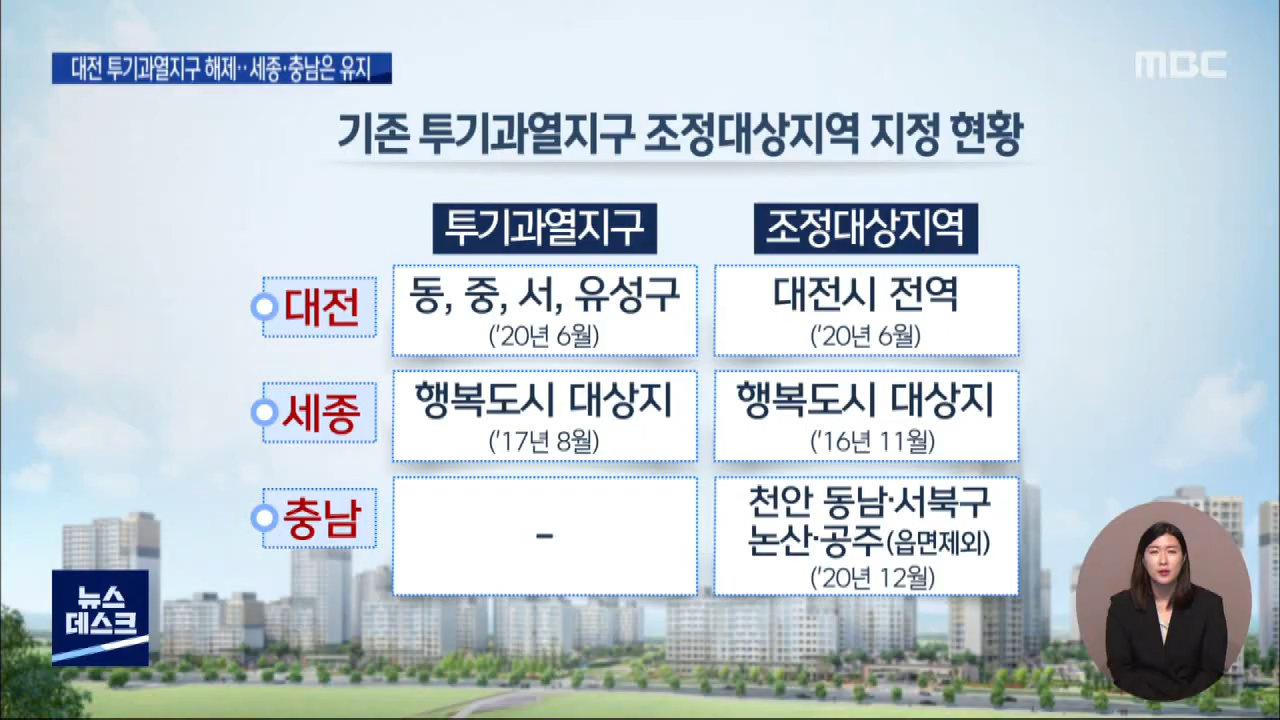 대전 투기과열지구 해제‥세종·충남은 유지
MBC
기존 투기과열지구 조정대상지역 지정 현황
투기과열지구
조정대상지역
대전
동, 중, 서, 유성구
('20년 6월)
대전시 전역
('20년 6월)
세종
행복도시 대상지
('17년 8월)
행복도시 대상지
('16년 11월)
충남
-
천안 동남·서북구
논산·공주(읍면제외)
('20년 12월)
뉴스
데스크